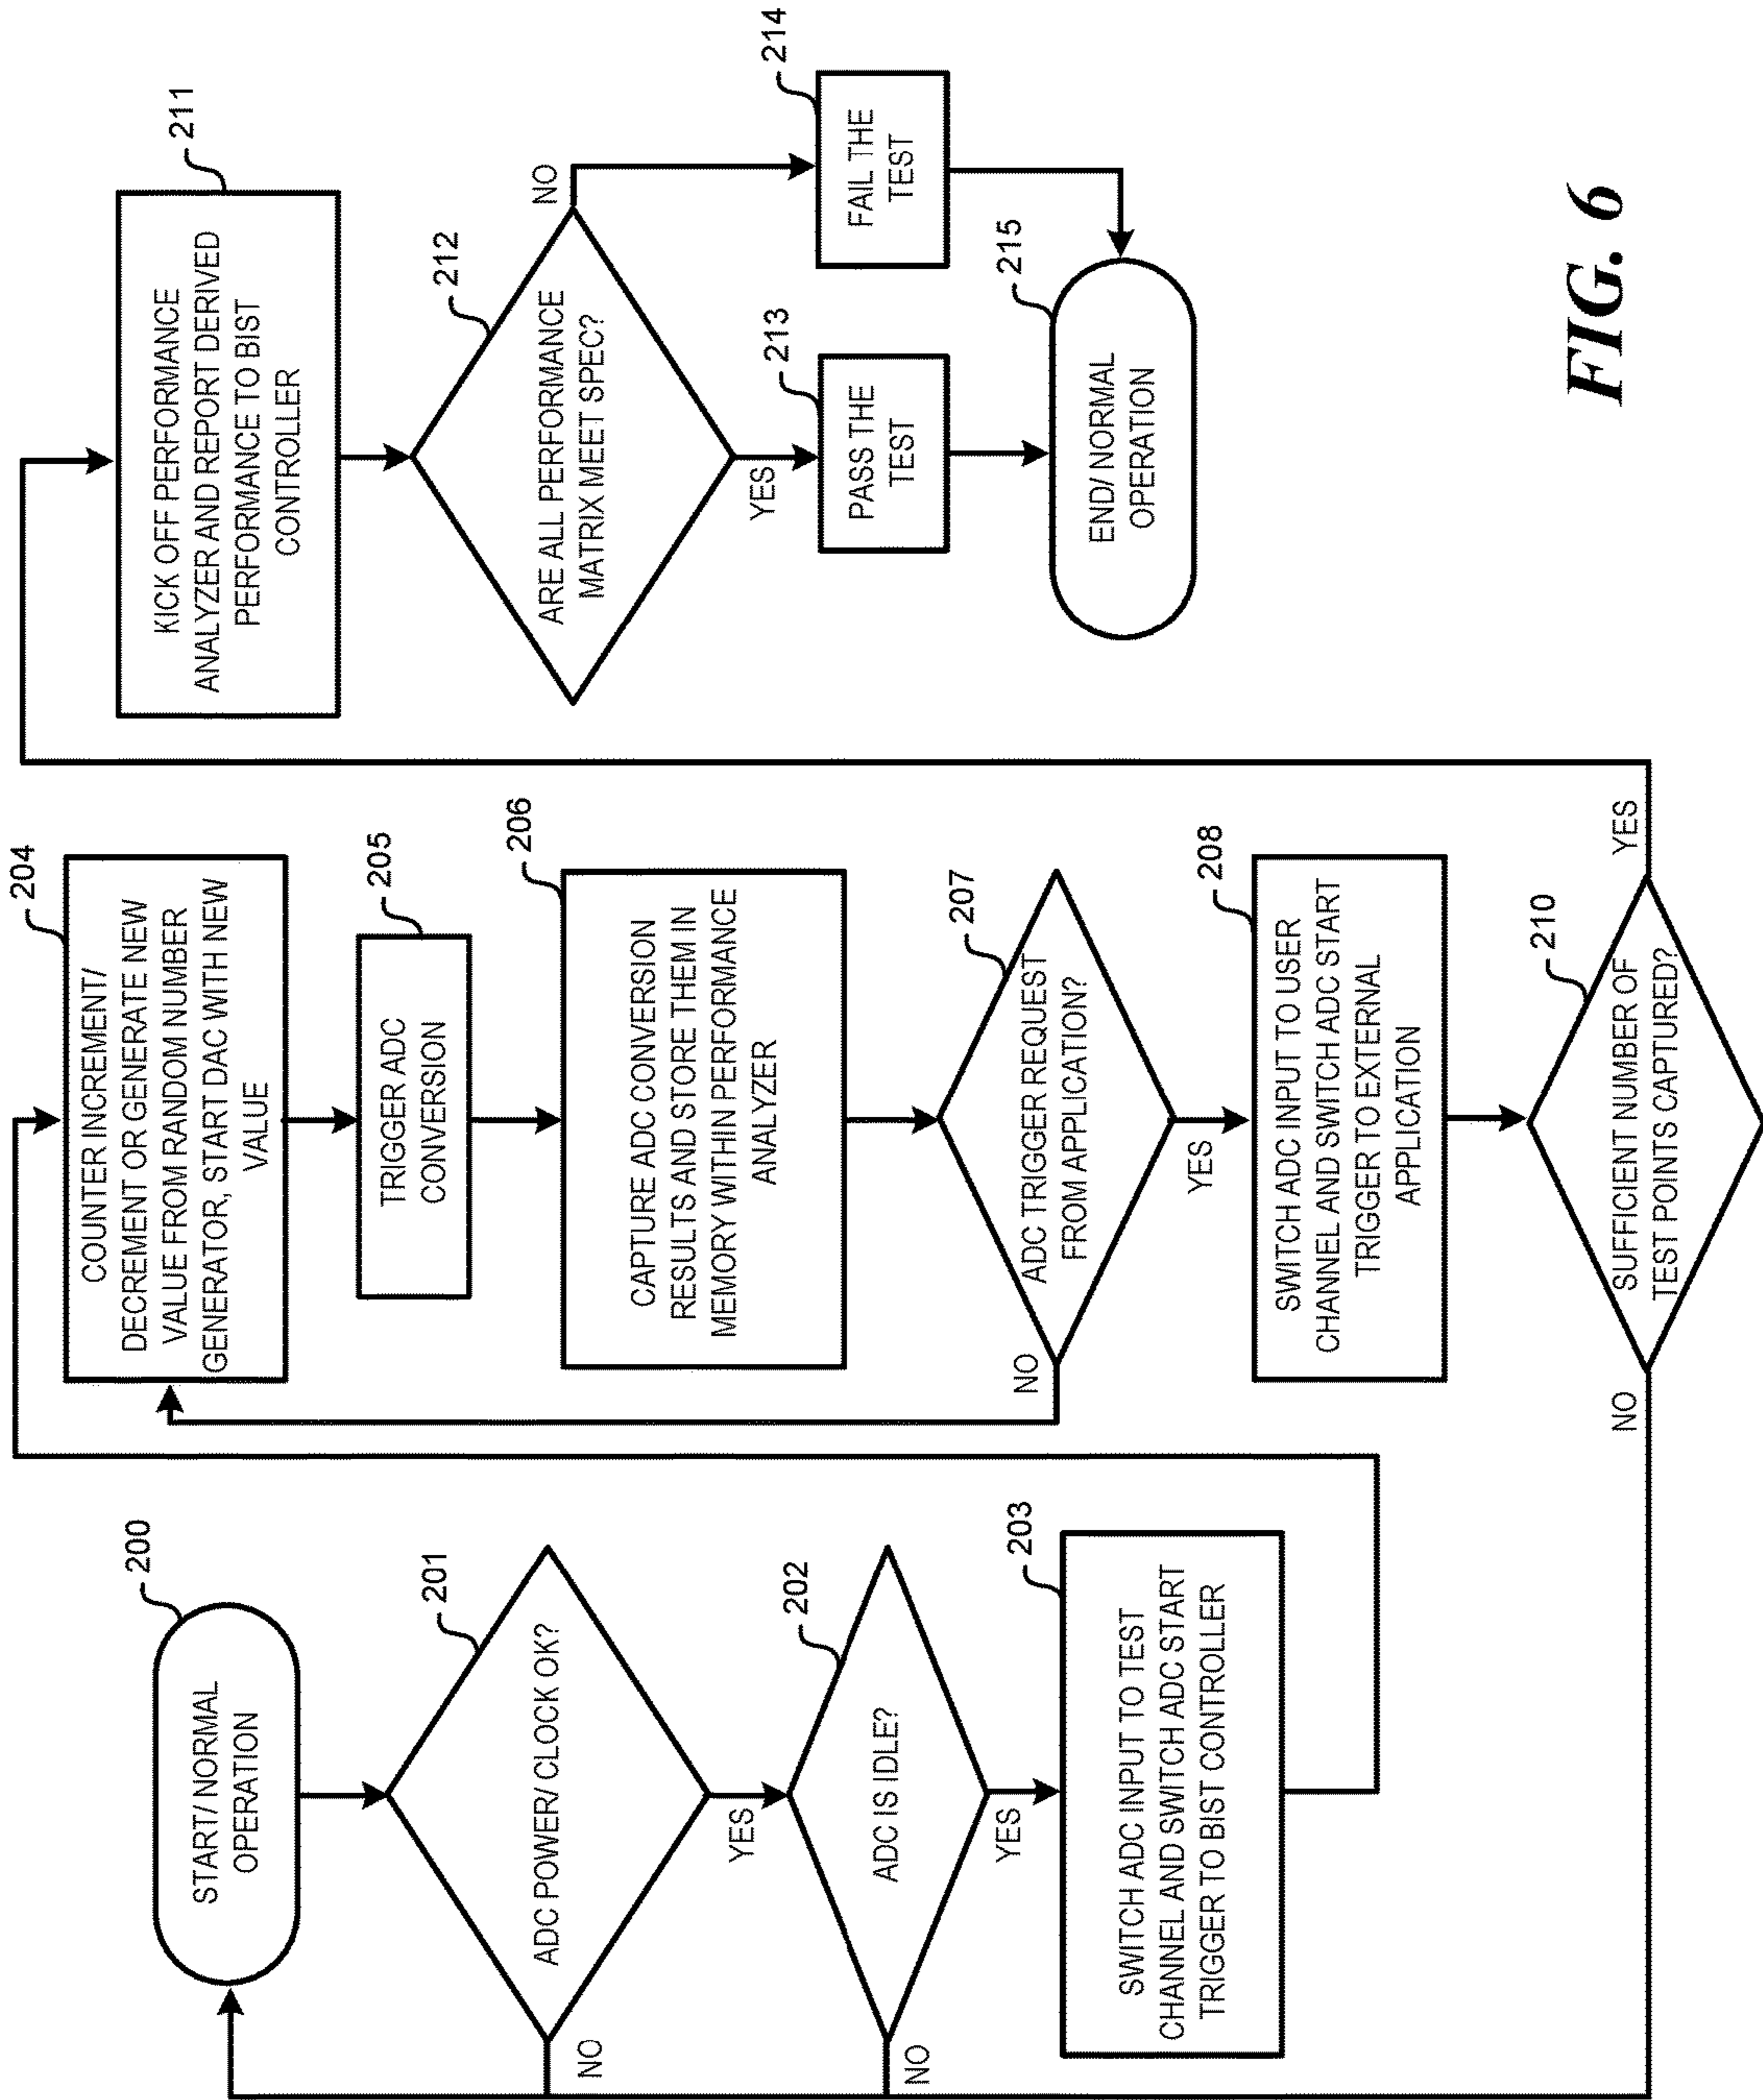 200
START/ NORMAL
OPERATION
201
ADC POWER/ CLOCK OK?
NO
YES
202
ADC IS IDLE?
NO
YES
203
SWITCH ADC INPUT TO TEST
CHANNEL AND SWITCH ADC START
TRIGGER TO BIST CONTROLLER
204
COUNTER INCREMENT/
DECREMENT OR GENERATE NEW
VALUE FROM RANDOM NUMBER
GENERATOR, START DAC WITH NEW
VALUE
205
TRIGGER ADC
CONVERSION
206
CAPTURE ADC CONVERSION
RESULTS AND STORE THEM IN
MEMORY WITHIN PERFORMANCE
ANALYZER
207
ADC TRIGGER REQUEST
FROM APPLICATION?
NO
YES
208
SWITCH ADC INPUT TO USER
CHANNEL AND SWITCH ADC START
TRIGGER TO EXTERNAL
APPLICATION
210
SUFFICIENT NUMBER OF
TEST POINTS CAPTURED?
NO
YES
211
KICK OFF PERFORMANCE
ANALYZER AND REPORT DERIVED
PERFORMANCE TO BIST
CONTROLLER
212
ARE ALL PERFORMANCE
MATRIX MEET SPEC?
NO
YES
213
PASS THE
TEST
214
FAIL THE
TEST
215
END/ NORMAL
OPERATION
FIG. 6